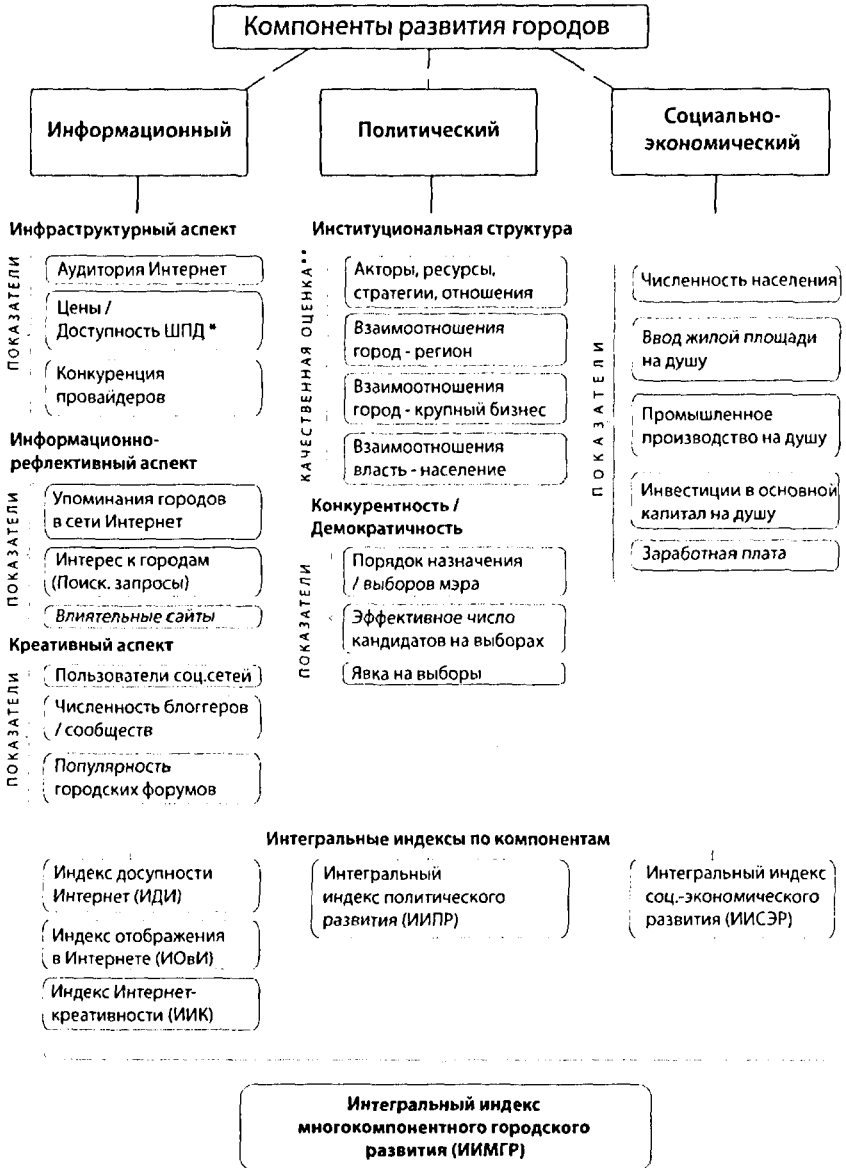 Компоненты развития городов
Информационный
Политический
Социально-
экономический
Инфраструктурный аспект
ПОКАЗАТЕЛИ
Аудитория Интернет
Цены /
Доступность ШПД *
Конкуренция
провайдеров
Информационно-
рефлективный аспект
ПОКАЗАТЕЛИ
Упоминания городов
в сети Интернет
Интерес к городам
(Поиск. запросы)
Влиятельные сайты
Креативный аспект
ПОКАЗАТЕЛИ
Пользователи соц.сетей
Численность блоггеров
/ сообществ
Популярность
городских форумов
Институциональная структура
КАЧЕСТВЕННАЯ ОЦЕНКА**
Акторы, ресурсы,
стратегии, отношения
Взаимоотношения
город - регион
Взаимоотношения
город - крупный бизнес
Взаимоотношения
власть - население
Конкурентность /
Демократичность
ПОКАЗАТЕЛИ
Порядок назначения
/ выборов мэра
Эффективное число
кандидатов на выборах
Явка на выборы
ПОКАЗАТЕЛИ
Численность населения
Ввод жилой площади
на душу
Промышленное
производство на душу
Инвестиции в основной
капитал на душу
Заработная плата
Интегральные индексы по компонентам
Индекс досупности
Интернет (ИДИ)
Индекс отображения
в Интернете (ИОвИ)
Индекс Интернет-
креативности (ИИК)
Интегральный
индекс политического
развития (ИИПР)
Интегральный индекс
соц.-экономического
развития (ИИСЭР)
Интегральный индекс
многокомпонентного городского
развития (ИИМГР)